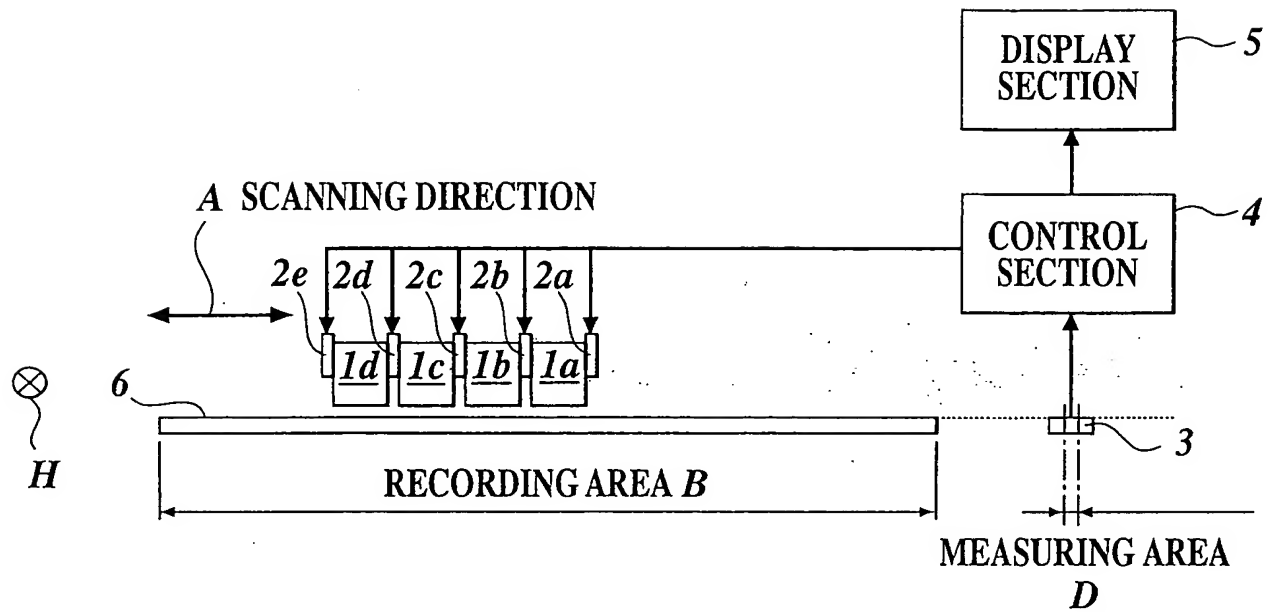 DISPLAY
SECTION
5
A SCANNING DIRECTION
4
CONTROL
SECTION
2e 2d 2c 2b 2a
1d 1c 1b 1a
6
3
H
RECORDING AREA B
MEASURING AREA
D